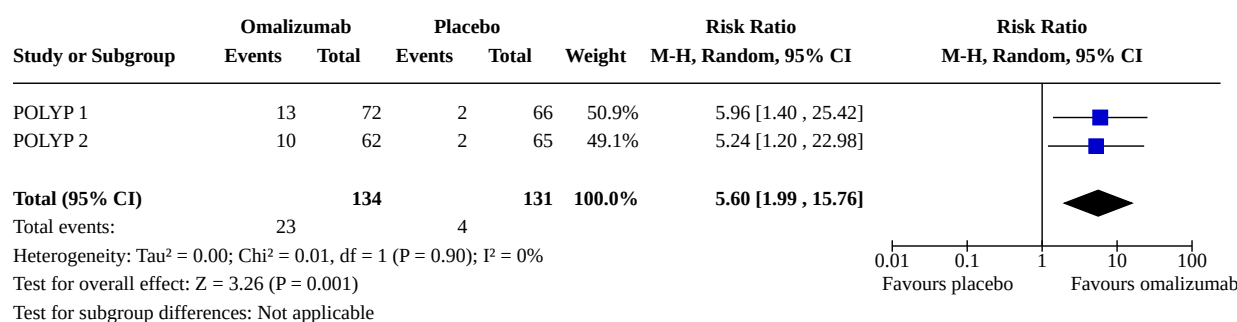 Omalizumab Placebo Risk Ratio Risk Ratio
Study or Subgroup Events Total Events Total Weight M-H, Random, 95% CI M-H, Random, 95% CI
POLYP 1 13 72 2 66 50.9% 5.96 [1.40 , 25.42]
POLYP 2 10 62 2 65 49.1% 5.24 [1.20 , 22.98]
Total (95% CI) 134 131 100.0% 5.60 [1.99 , 15.76]
Total events: 23 4
Heterogeneity: Tau² = 0.00; Chi² = 0.01, df = 1 (P = 0.90); I² = 0%
0.01 0.1 1 10 100
Test for overall effect: Z = 3.26 (P = 0.001) Favours placebo Favours omalizumab
Test for subgroup differences: Not applicable